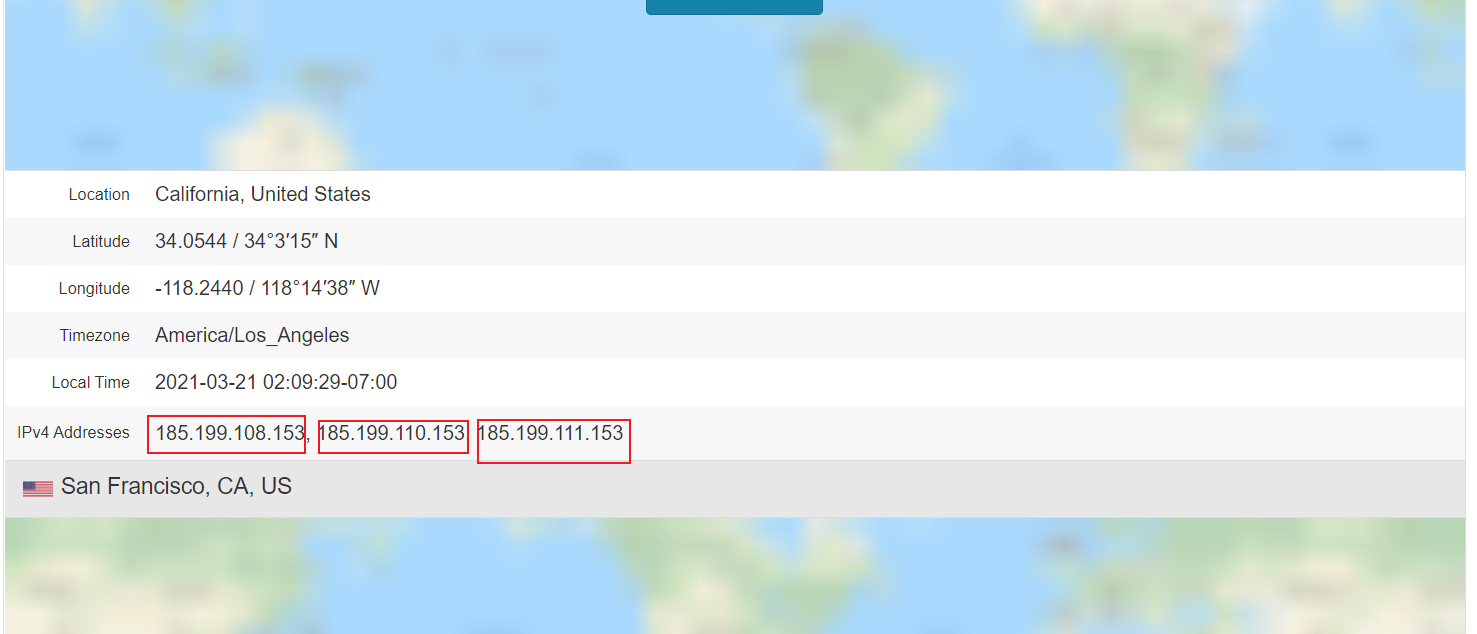 Location California, United States
Latitude 34.0544 / 34°3′15″ N
Longitude -118.2440 / 118°14′38″ W
Timezone America/Los_Angeles
Local Time 2021-03-21 02:09:29-07:00
IPv4 Addresses 185.199.108.153, 185.199.110.153 185.199.111.153
San Francisco, CA, US